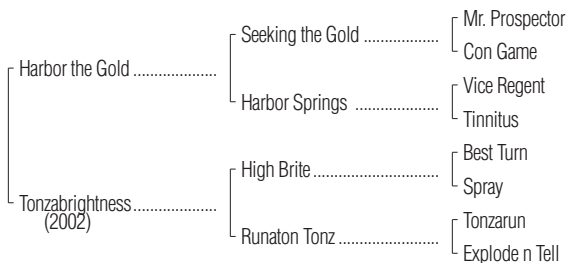 Mr. Prospector
Seeking the Gold ..................
Con Game
Harbor the Gold ....................
Vice Regent
Harbor Springs ....................
Tinnitus
Best Turn
High Brite ..............................
Spray
Tonzabrightness ....................
(2002)
Tonzarun
Runaton Tonz ........................
Explode n Tell